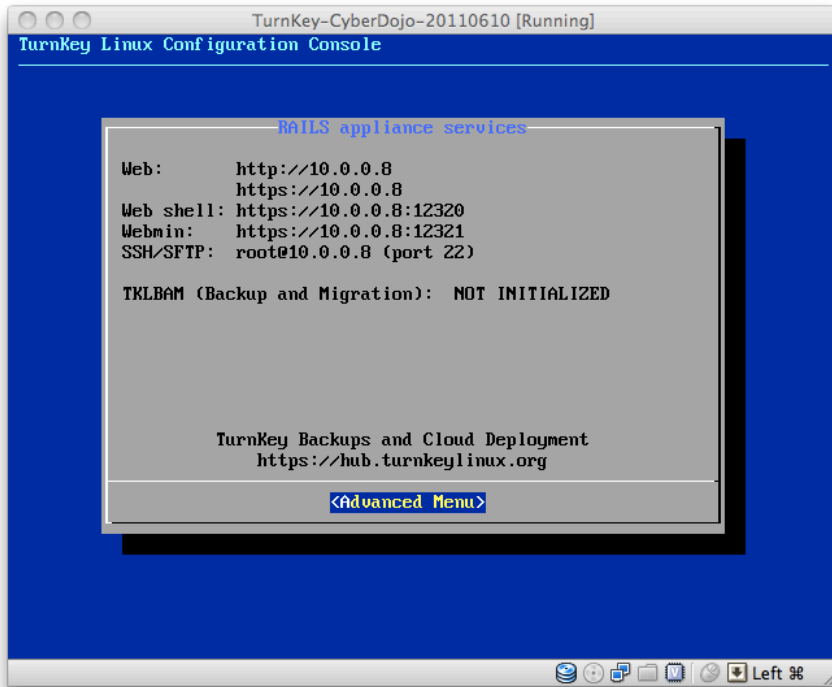 TurnKey-CyberDojo-20110610 [Running]
TurnKey Linux Configuration Console
RAILS appliance services
Web: http://10.0.0.8
https://10.0.0.8
Web shell: https://10.0.0.8:12320
Webmin: https://10.0.0.8:12321
SSH/SFTP: root@10.0.0.8 (port 22)
TKLBAM (Backup and Migration): NOT INITIALIZED
TurnKey Backups and Cloud Deployment
https://hub.turnkeylinux.org
<Advanced Menu>
Left ⌘